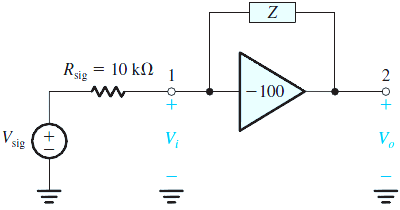 Z
R_sig = 10 kΩ
1
-100
2
+
+
V_sig
+
-
V_i
V_o
-
-